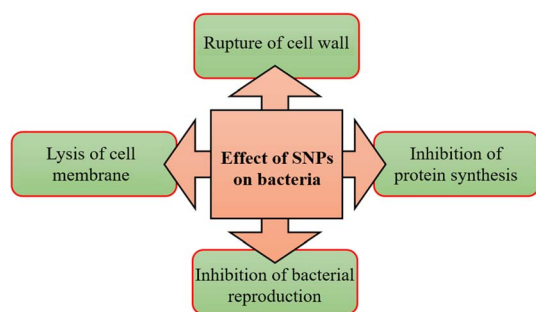 Rupture of cell wall
Lysis of cell
membrane
Effect of SNPs
on bacteria
Inhibition of
protein synthesis
Inhibition of bacterial
reproduction